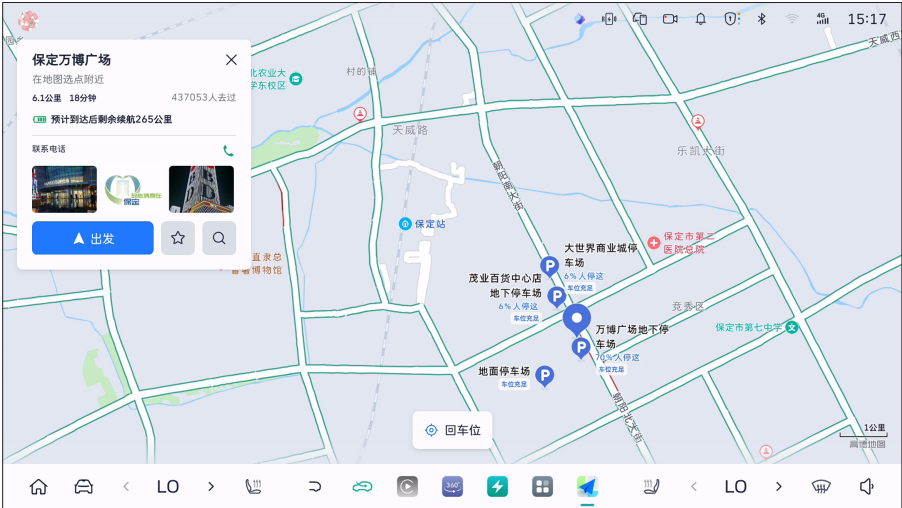 4G
15:17
保定万博广场
在地图选点附近
6.1公里 18分钟
437053人去过
预计到达后剩余续航265公里
联系电话
保定
出发
北农业大
学东校区
村的铺
天威西
天威路
乐凯大街
朝阳南大街
保定站
保定市第二
医院总院
直隶总
督署博物馆
大世界商业城停
车场
6%人停这
车位充足
茂业百货中心店
地下停车场
6%人停这
车位充足
竞秀区
万博广场地下停
车场
70%人停这
车位充足
保定市第七中学
文
地面停车场
车位充足
P
P
P
P
朝阳北大街
回车位
1公里
高德地图
LO
360°
LO